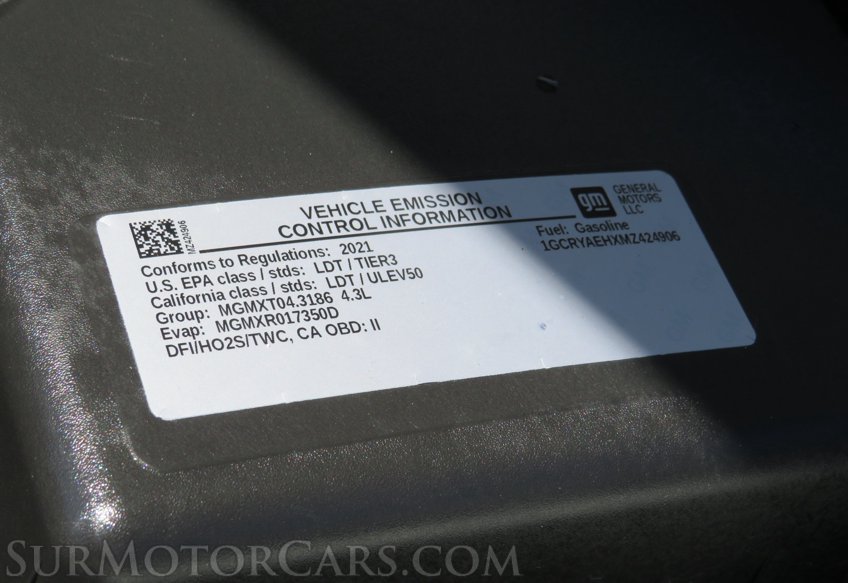 VEHICLE EMISSION
CONTROL INFORMATION
gm
GENERAL
MOTORS
LLC
MZ424906
Fuel: Gasoline
1GCRYAEHXMZ424906
Conforms to Regulations: 2021
U.S. EPA class / stds: LDT / TIER3
California class / stds: LDT / ULEV50
Group: MGMXT04.3186 4.3L
Evap: MGMXR017350D
DFI/HO2S/TWC, CA OBD: II
SurMotorCars.com